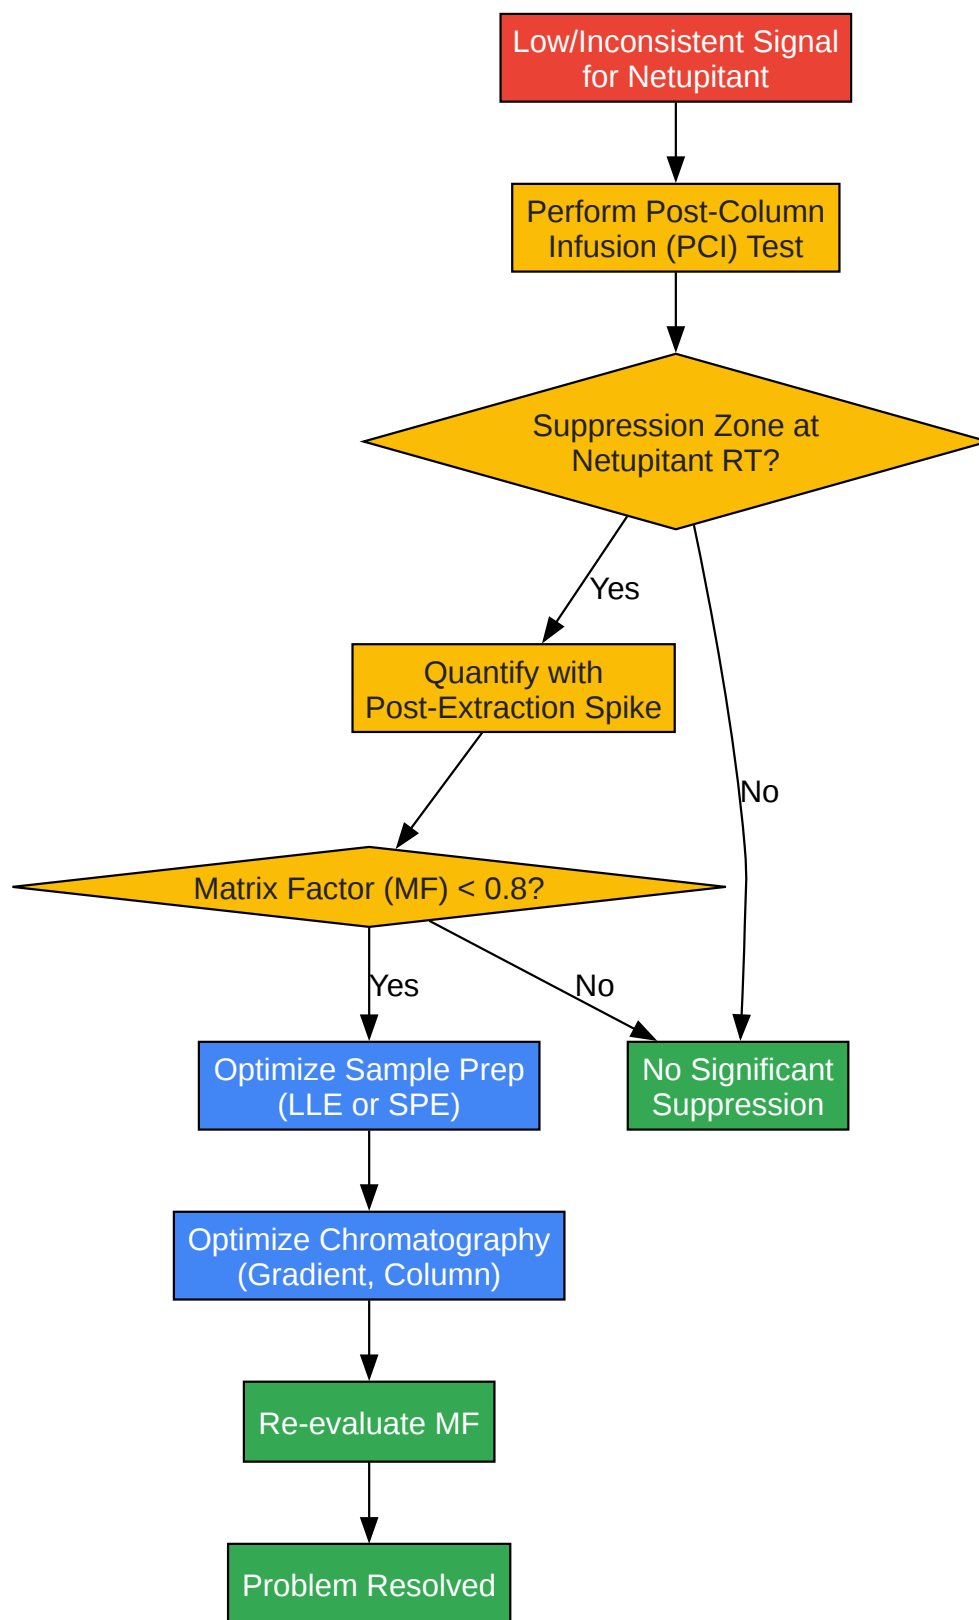 Low/Inconsistent Signal
for Netupitant
Perform Post-Column
Infusion (PCI) Test
Suppression Zone at
Netupitant RT?
Yes
Quantify with
Post-Extraction Spike
No
Matrix Factor (MF) < 0.8?
Yes
No
Optimize Sample Prep
(LLE or SPE)
No Significant
Suppression
Optimize Chromatography
(Gradient, Column)
Re-evaluate MF
Problem Resolved